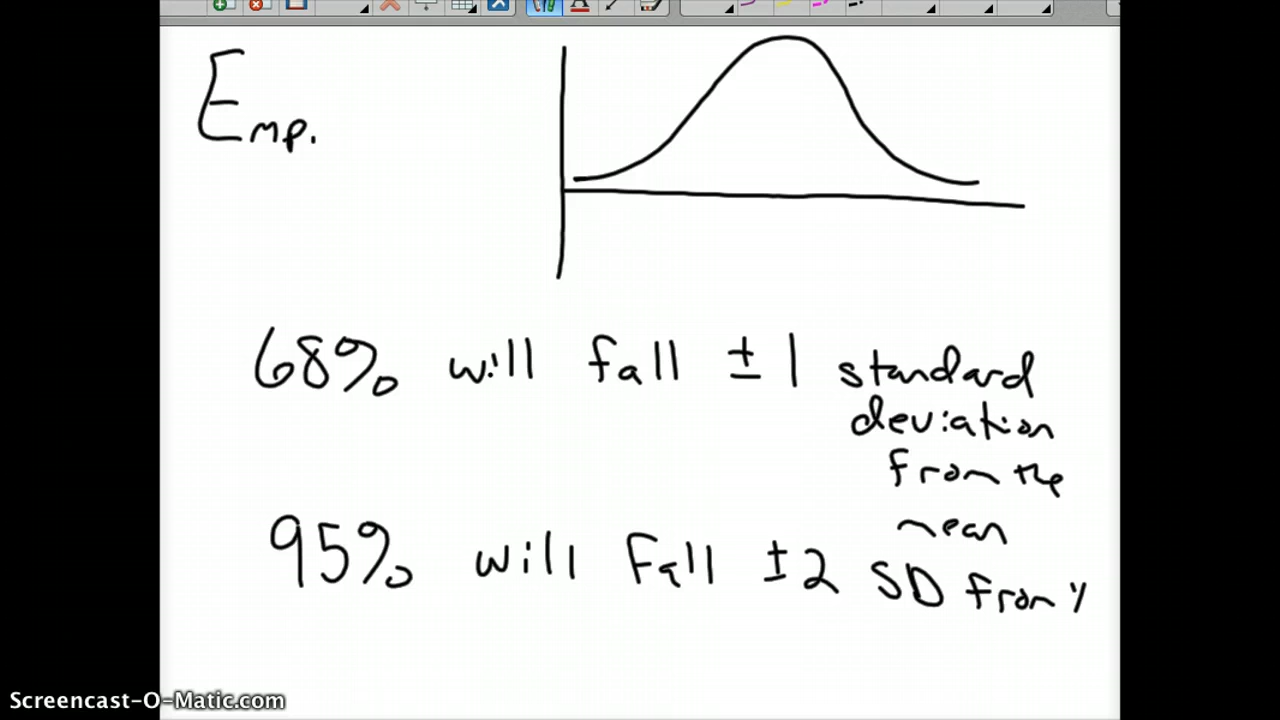 Emp.
68% will fall ± 1 standard
deviation
from the
mean
95% will Fall ±2 SD from
Screencast-O-Matic.com